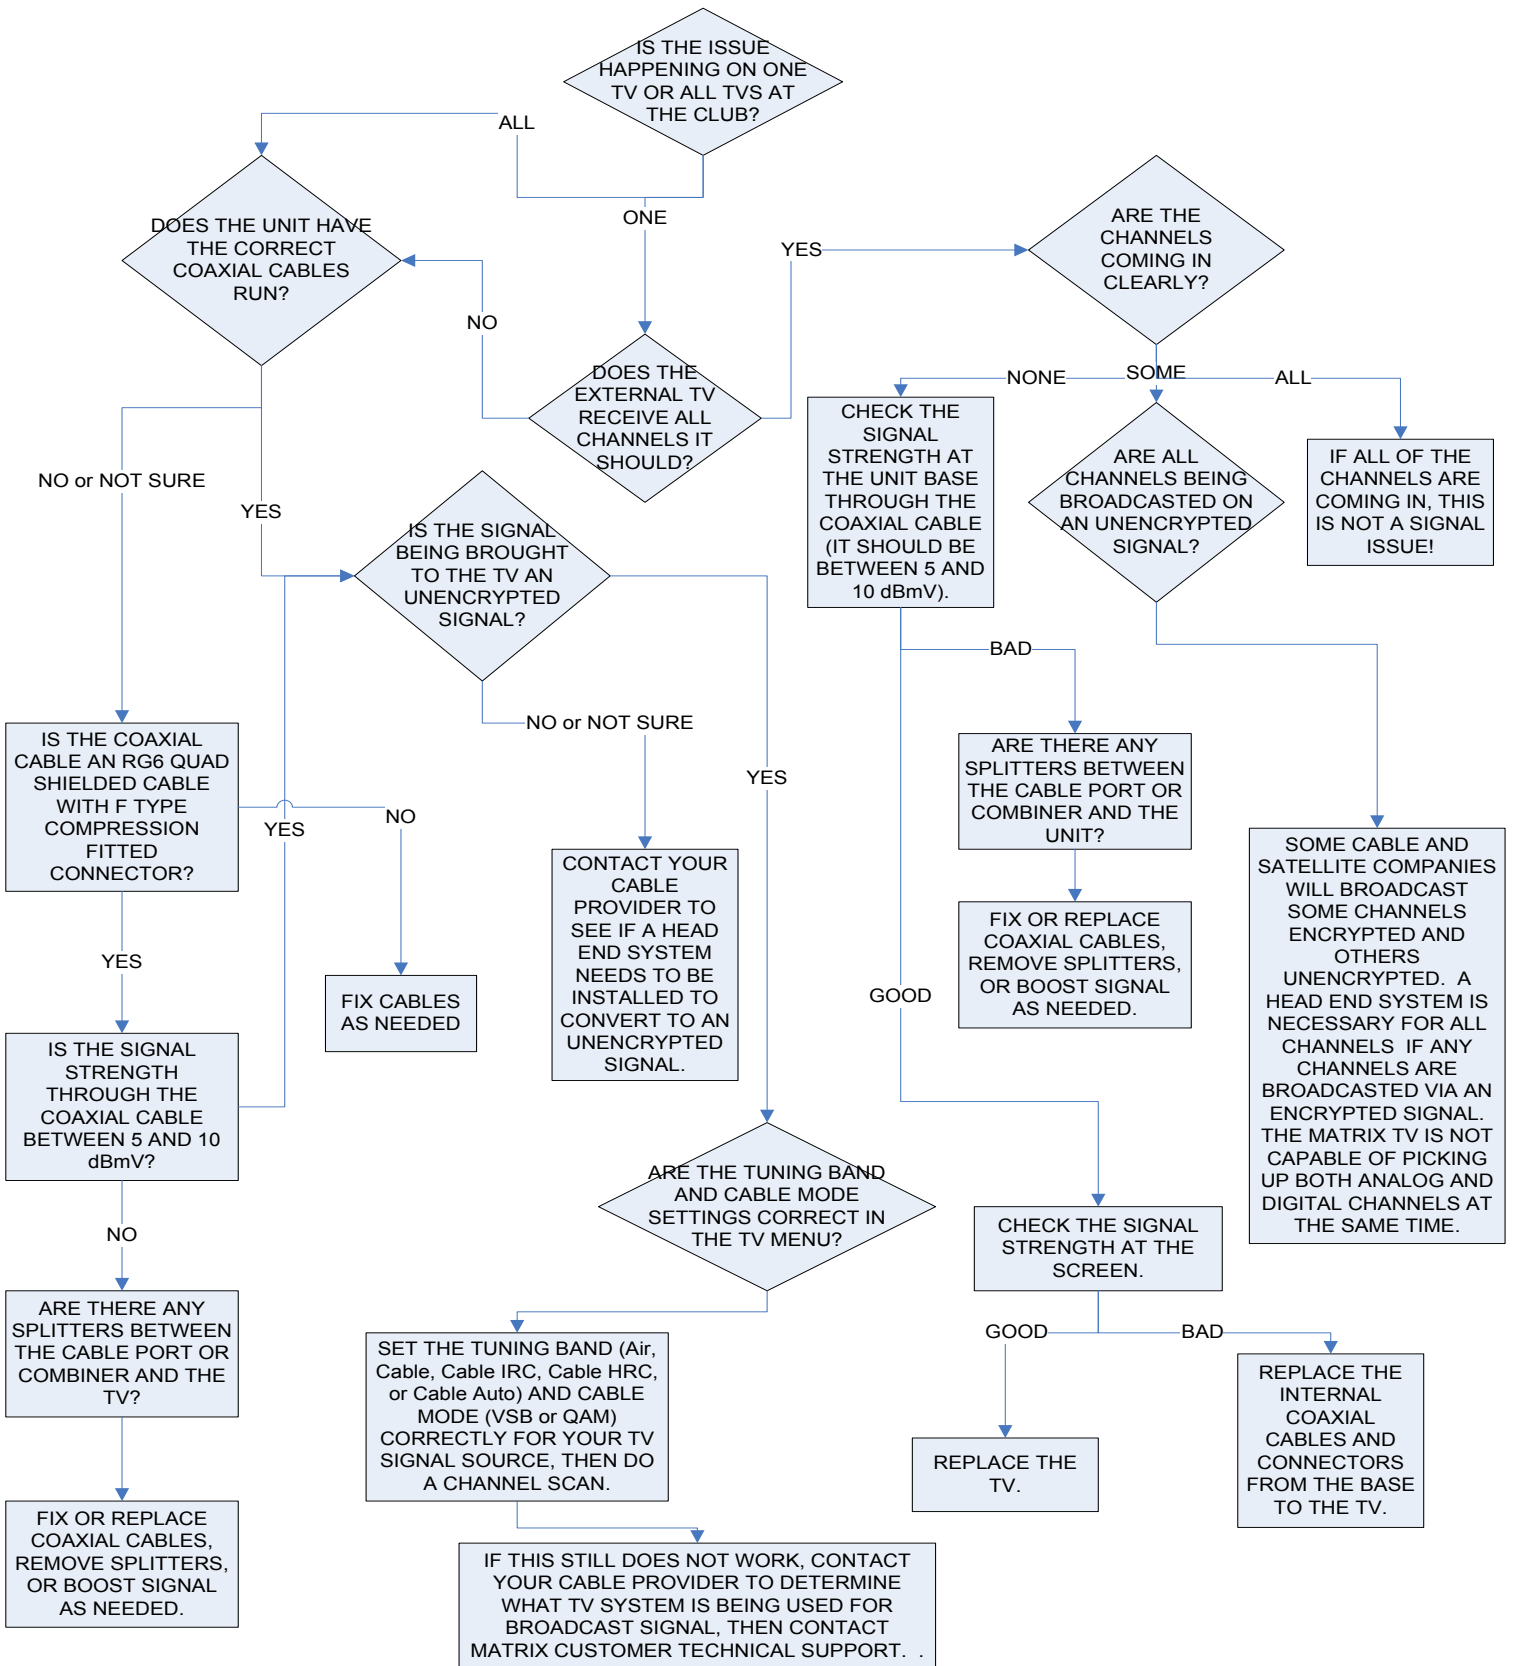 IS THE ISSUE
HAPPENING ON ONE
TV OR ALL TVS AT
THE CLUB?
ALL
ONE
DOES THE UNIT HAVE
THE CORRECT
COAXIAL CABLES
RUN?
NO
YES
ARE THE
CHANNELS
COMING IN
CLEARLY?
DOES THE
EXTERNAL TV
RECEIVE ALL
CHANNELS IT
SHOULD?
NONE
SOME
ALL
CHECK THE
SIGNAL
STRENGTH AT
THE UNIT BASE
THROUGH THE
COAXIAL CABLE
(IT SHOULD BE
BETWEEN 5 AND
10 dBmV).
ARE ALL
CHANNELS BEING
BROADCASTED ON
AN UNENCRYPTED
SIGNAL?
IF ALL OF THE
CHANNELS ARE
COMING IN, THIS
IS NOT A SIGNAL
ISSUE!
NO or NOT SURE
YES
IS THE SIGNAL
BEING BROUGHT
TO THE TV AN
UNENCRYPTED
SIGNAL?
BAD
NO or NOT SURE
YES
IS THE COAXIAL
CABLE AN RG6 QUAD
SHIELDED CABLE
WITH F TYPE
COMPRESSION
FITTED
CONNECTOR?
YES
NO
ARE THERE ANY
SPLITTERS BETWEEN
THE CABLE PORT OR
COMBINER AND THE
UNIT?
CONTACT YOUR
CABLE
PROVIDER TO
SEE IF A HEAD
END SYSTEM
NEEDS TO BE
INSTALLED TO
CONVERT TO AN
UNENCRYPTED
SIGNAL.
SOME CABLE AND
SATELLITE COMPANIES
WILL BROADCAST
SOME CHANNELS
ENCRYPTED AND
OTHERS
UNENCRYPTED.  A
HEAD END SYSTEM IS
NECESSARY FOR ALL
CHANNELS  IF ANY
CHANNELS ARE
BROADCASTED VIA AN
ENCRYPTED SIGNAL.
THE MATRIX TV IS NOT
CAPABLE OF PICKING
UP BOTH ANALOG AND
DIGITAL CHANNELS AT
THE SAME TIME.
FIX OR REPLACE
COAXIAL CABLES,
REMOVE SPLITTERS,
OR BOOST SIGNAL
AS NEEDED.
YES
GOOD
FIX CABLES
AS NEEDED
IS THE SIGNAL
STRENGTH
THROUGH THE
COAXIAL CABLE
BETWEEN 5 AND 10
dBmV?
ARE THE TUNING BAND
AND CABLE MODE
SETTINGS CORRECT IN
THE TV MENU?
CHECK THE SIGNAL
STRENGTH AT THE
SCREEN.
NO
ARE THERE ANY
SPLITTERS BETWEEN
THE CABLE PORT OR
COMBINER AND THE
TV?
SET THE TUNING BAND (Air,
Cable, Cable IRC, Cable HRC,
or Cable Auto) AND CABLE
MODE (VSB or QAM)
CORRECTLY FOR YOUR TV
SIGNAL SOURCE, THEN DO
A CHANNEL SCAN.
GOOD
BAD
REPLACE THE
TV.
REPLACE THE
INTERNAL
COAXIAL
CABLES AND
CONNECTORS
FROM THE BASE
TO THE TV.
FIX OR REPLACE
COAXIAL CABLES,
REMOVE SPLITTERS,
OR BOOST SIGNAL
AS NEEDED.
IF THIS STILL DOES NOT WORK, CONTACT
YOUR CABLE PROVIDER TO DETERMINE
WHAT TV SYSTEM IS BEING USED FOR
BROADCAST SIGNAL, THEN CONTACT
MATRIX CUSTOMER TECHNICAL SUPPORT.  .